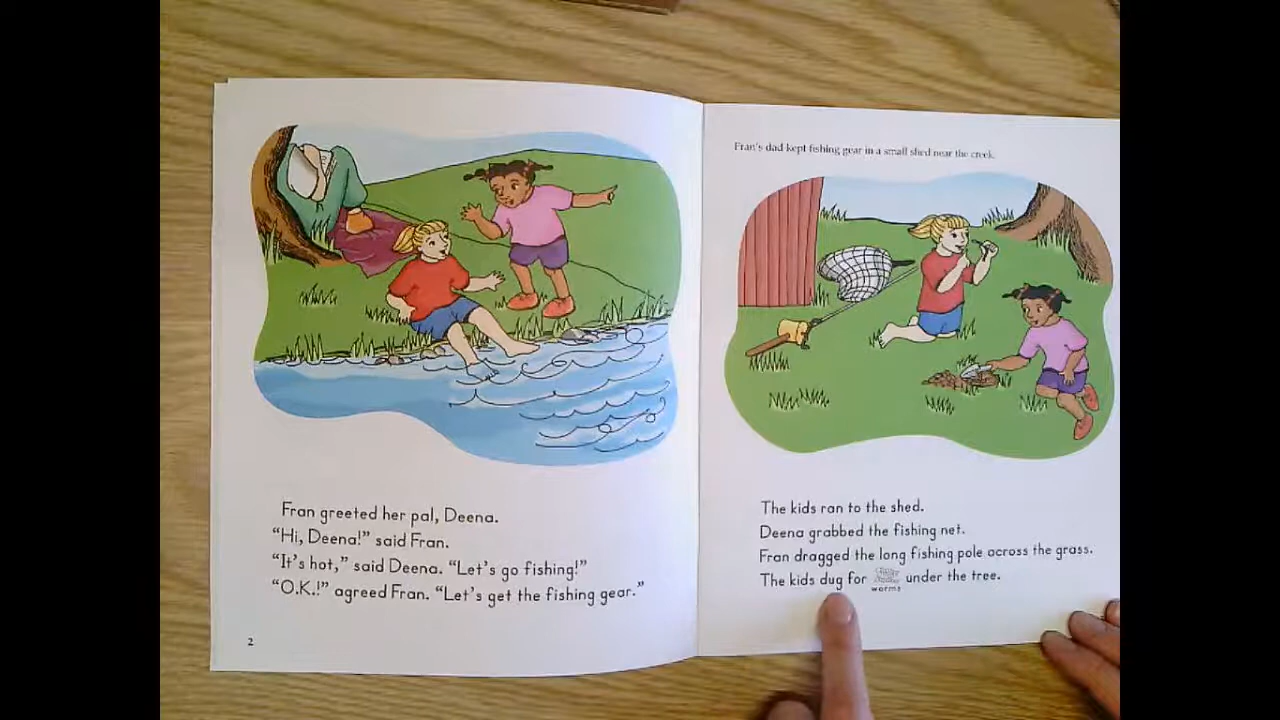 Fran greeted her pal, Deena.
“Hi, Deena!” said Fran.
“It's hot,” said Deena. “Let's go fishing!”
“O.K.!” agreed Fran. “Let's get the fishing gear.”
2
Fran's dad kept fishing gear in a small shed near the creek.
The kids ran to the shed.
Deena grabbed the fishing net.
Fran dragged the long fishing pole across the grass.
The kids dug for under the tree.
worms